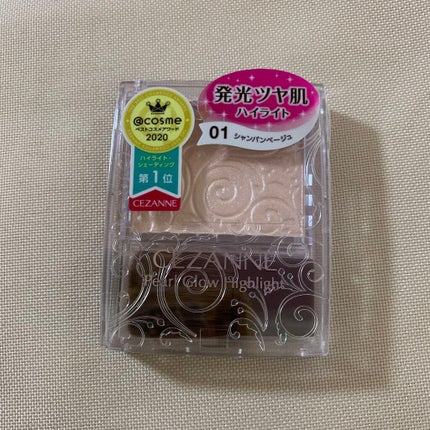 @cosme
ベストコスメアワード
2020
ハイライト・
シェーディング
第1位
CEZANNE
発光ツヤ肌
ハイライト
01 シャンパンベージュ
CEZANNE
Pearl Glow Highlight